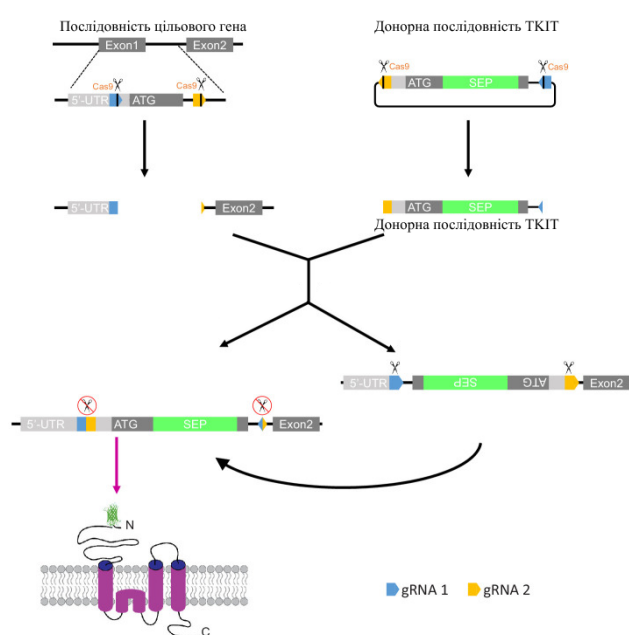 Послідовність цільового гена
Донорна послідовність TKIT
Exon1
Exon2
Cas9
Cas9
Cas9
Cas9
5'-UTR
ATG
ATG
SEP
5'-UTR
Exon2
ATG
SEP
Донорна послідовність TKIT
5'-UTR
SEP
ATG
Exon2
5'-UTR
ATG
SEP
Exon2
N
C
gRNA 1
gRNA 2